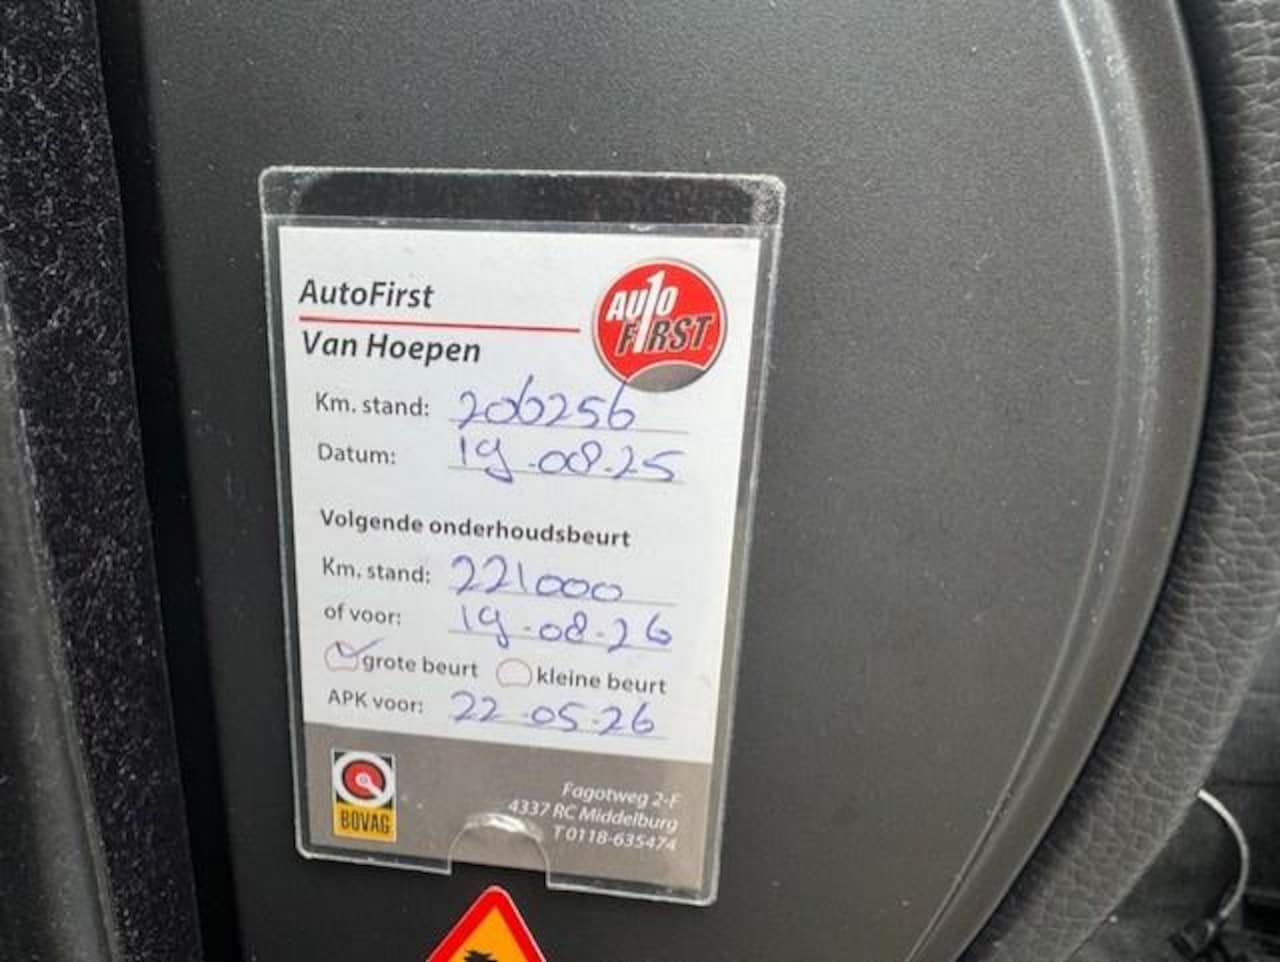 AutoFirst
Van Hoepen
AUTO
FIRST
Km. stand: 206256
Datum: 19-08-25
Volgende onderhoudsbeurt
Km. stand: 221000
of voor: 19-08-26
grote beurt kleine beurt
APK voor: 22-05-26
BOVAG
Fagotweg 2-F
4337 RC Middelburg
T 0118-635474